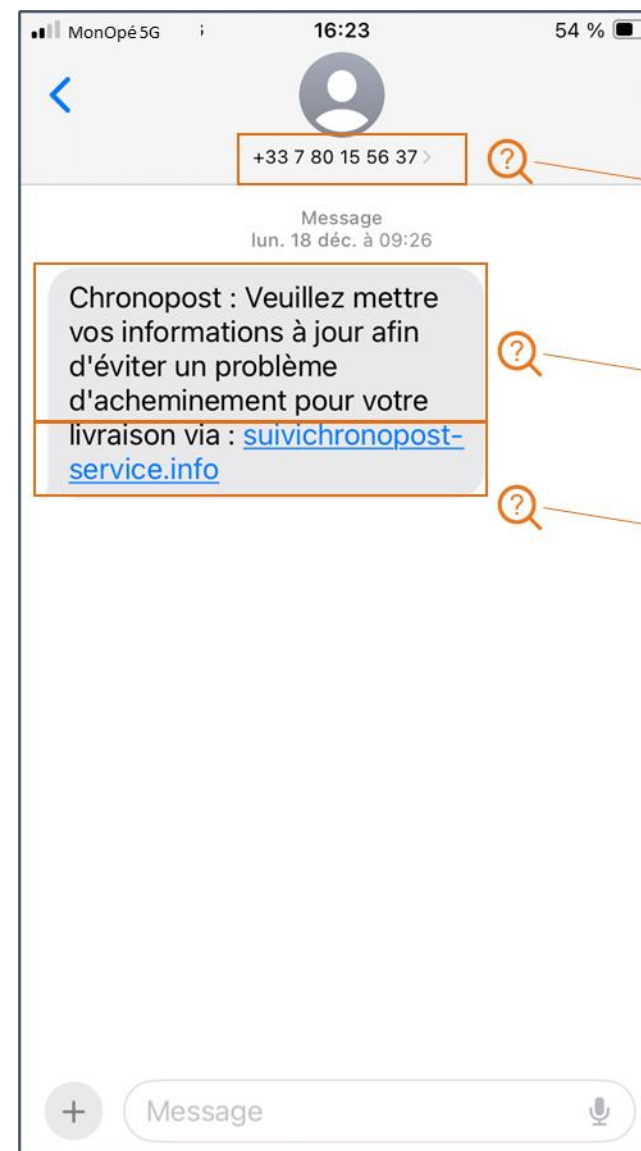 MonOpé 5G 16:23 54 %
+33 7 80 15 56 37
?
Message
lun. 18 déc. à 09:26
Chronopost : Veuillez mettre
vos informations à jour afin
d'éviter un problème
?
d'acheminement pour votre
livraison via : suivichronopost-
service.info
?
+ Message